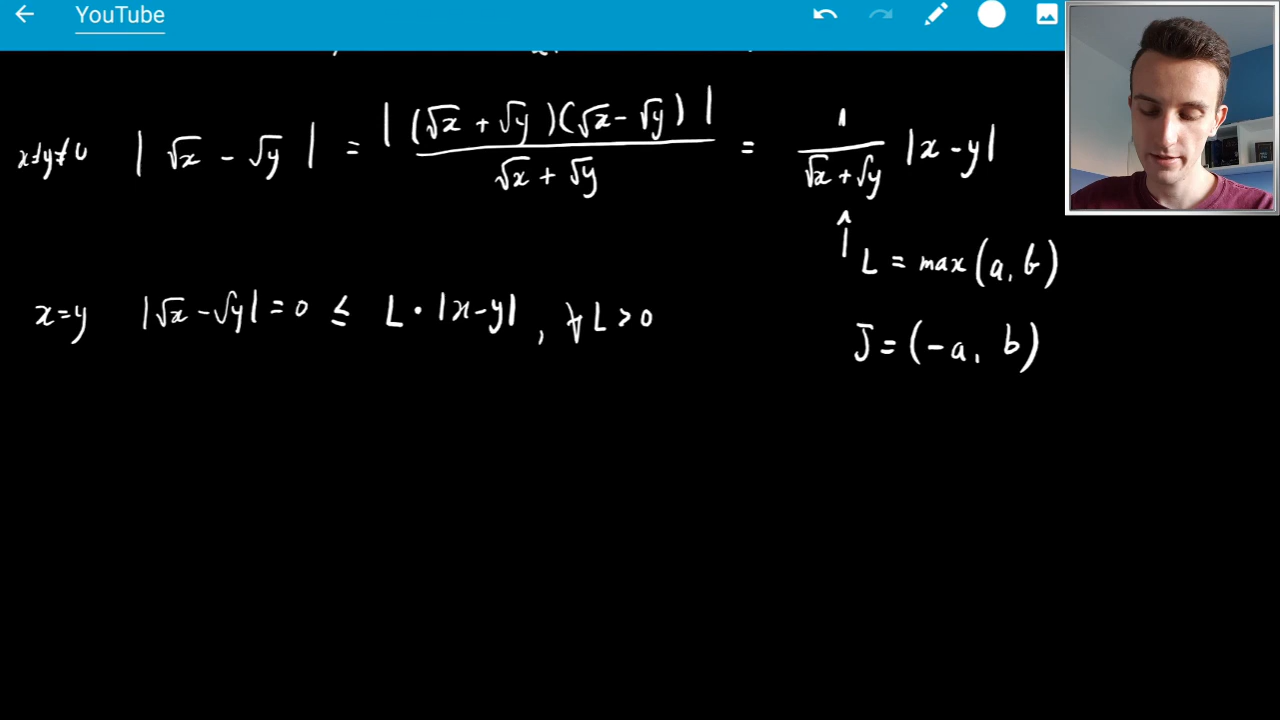 YouTube
x≠y≠0 | √x - √y | = | (√x + √y)(√x - √y) | / √x + √y = 1 / √x + √y |x - y|
L = max(a, b)
x=y |√x - √y| = 0 ≤ L · |x - y|, ∀ L > 0
J = (-a, b)